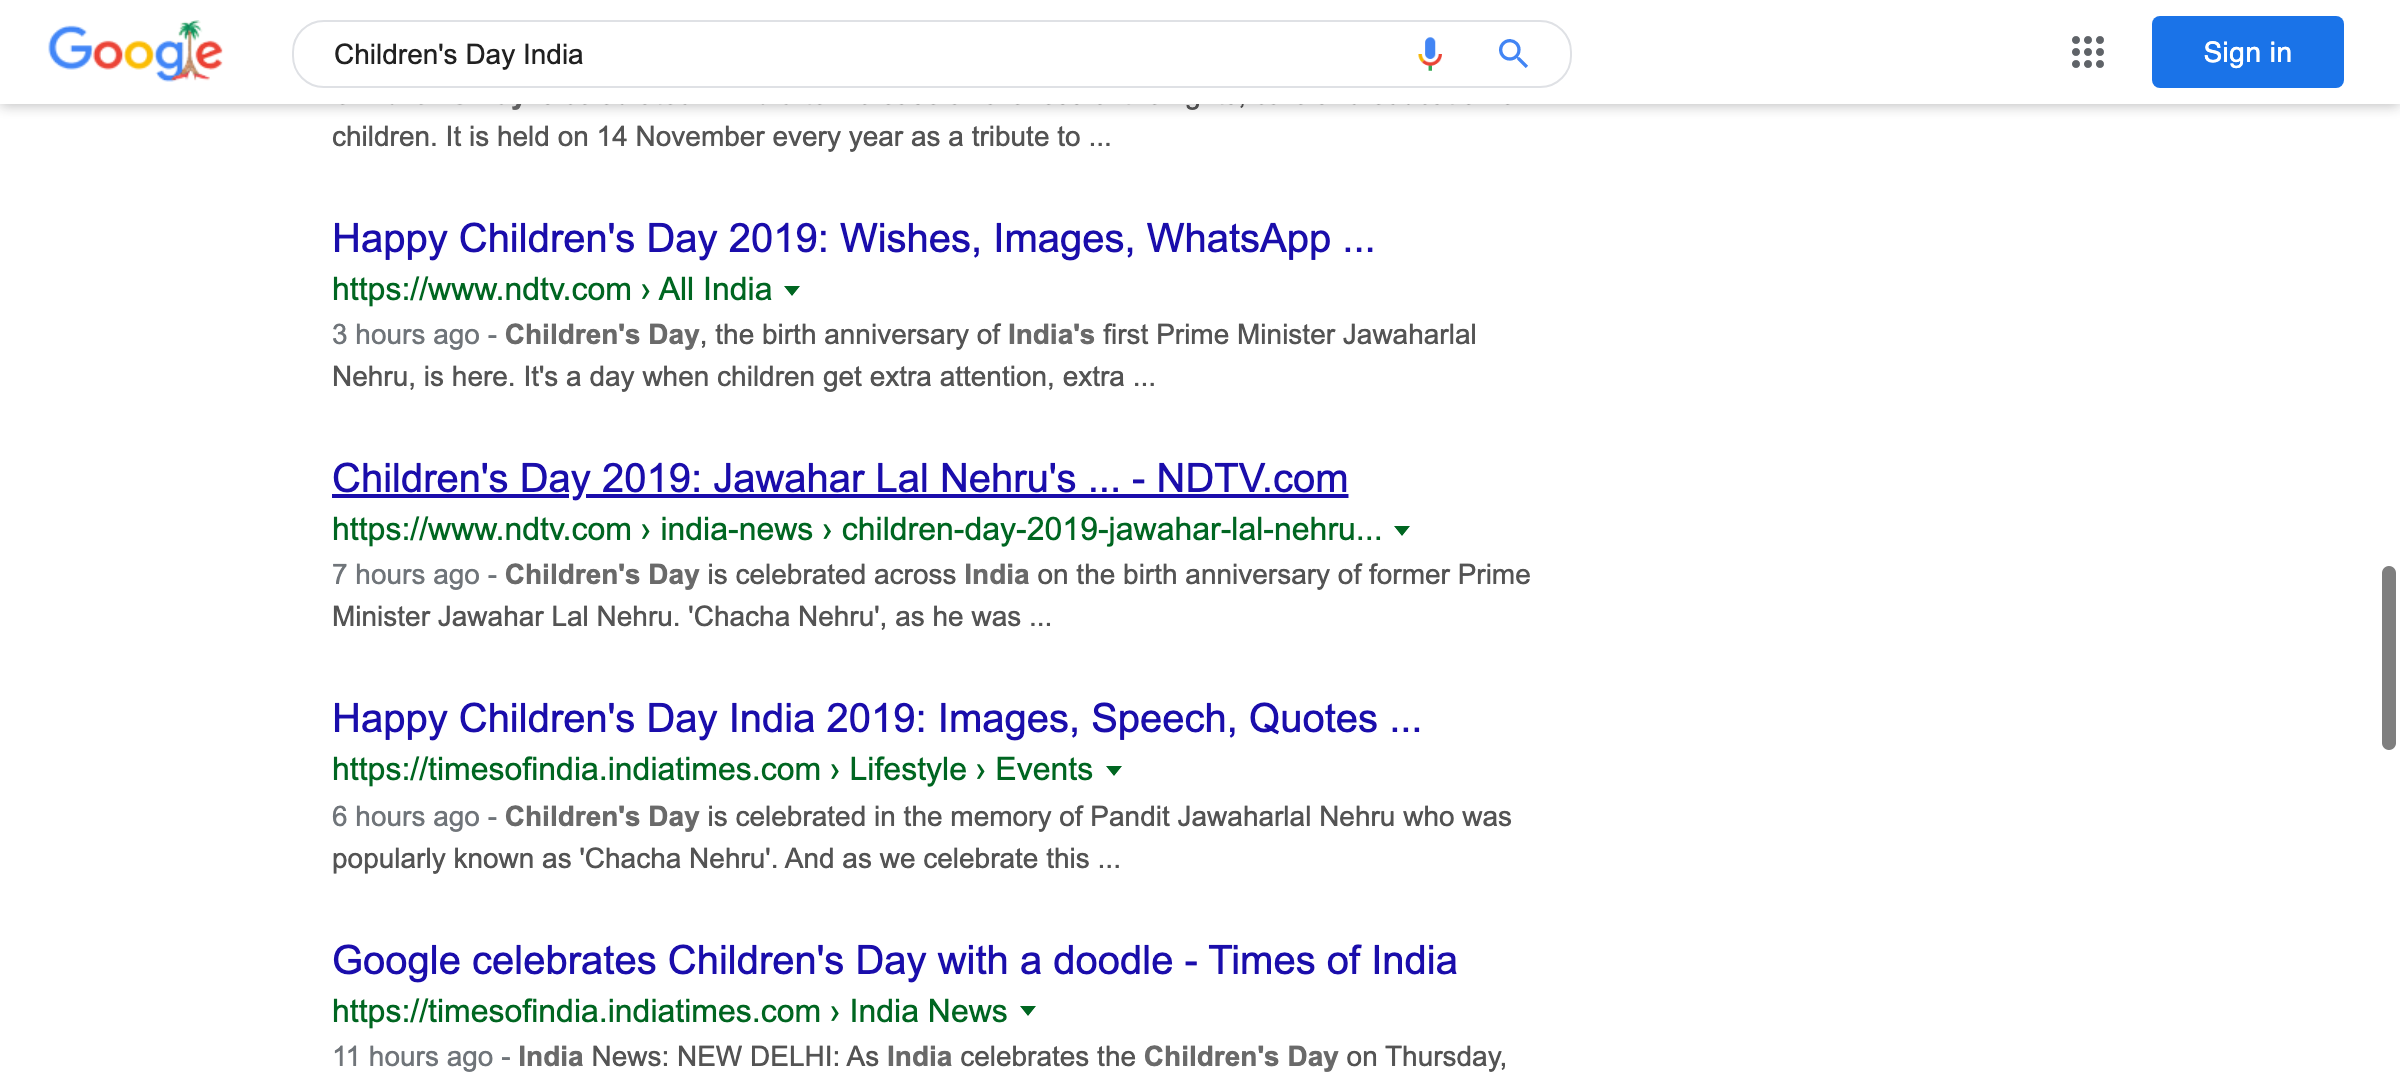 Google
Children's Day India
Sign in
children. It is held on 14 November every year as a tribute to ...
Happy Children's Day 2019: Wishes, Images, WhatsApp ...
https://www.ndtv.com › All India
3 hours ago - Children's Day, the birth anniversary of India's first Prime Minister Jawaharlal
Nehru, is here. It's a day when children get extra attention, extra ...
Children's Day 2019: Jawahar Lal Nehru's ... - NDTV.com
https://www.ndtv.com › india-news › children-day-2019-jawahar-lal-nehru...
7 hours ago - Children's Day is celebrated across India on the birth anniversary of former Prime
Minister Jawahar Lal Nehru. 'Chacha Nehru', as he was ...
Happy Children's Day India 2019: Images, Speech, Quotes ...
https://timesofindia.indiatimes.com › Lifestyle › Events
6 hours ago - Children's Day is celebrated in the memory of Pandit Jawaharlal Nehru who was
popularly known as 'Chacha Nehru'. And as we celebrate this ...
Google celebrates Children's Day with a doodle - Times of India
https://timesofindia.indiatimes.com › India News
11 hours ago - India News: NEW DELHI: As India celebrates the Children's Day on Thursday,